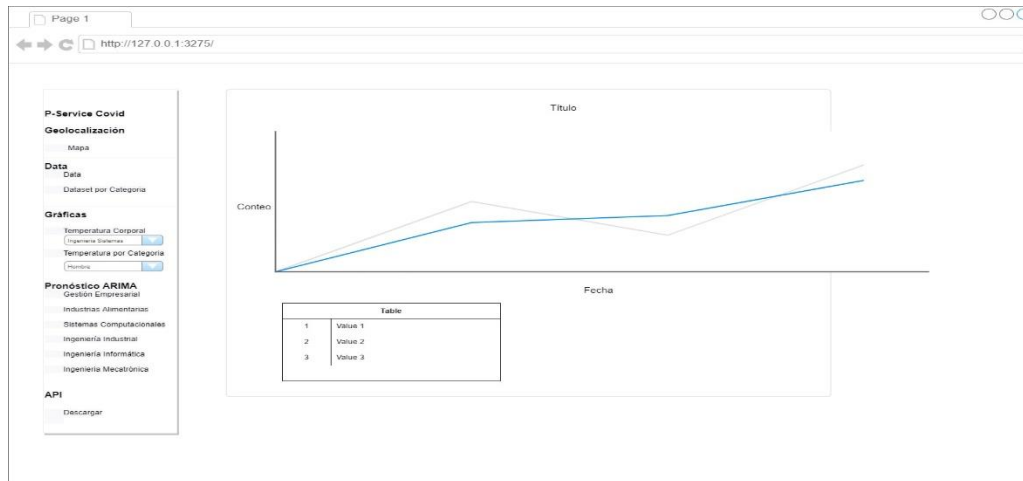 Page 1
http://127.0.0.1:3275/
P-Service Covid
Geolocalización
Mapa
Data
Data
Dataset por Categoria
Gráficas
Temperatura Corporal
Ingenieria Sistemas
Temperatura por Categoria
Hombre
Pronóstico ARIMA
Gestión Empresarial
Industrias Alimentarias
Sistemas Computacionales
Ingeniería Industrial
Ingeniería Informática
Ingeniería Mecatrónica
API
Descargar
Título
Conteo
Fecha
Table
1 Value 1
2 Value 2
3 Value 3